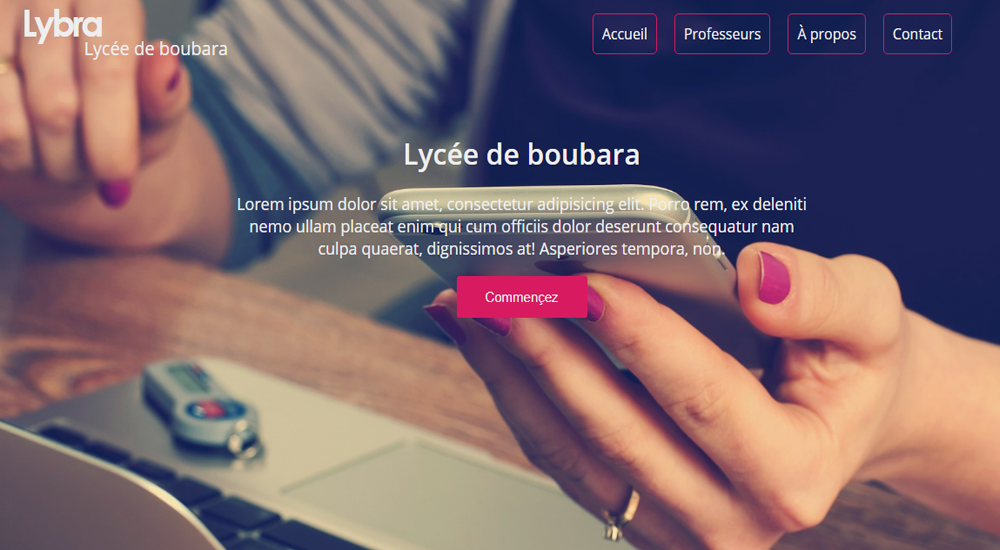 Lybra
Lycée de boubara
Accueil
Professeurs
À propos
Contact
Lycée de boubara
Lorem ipsum dolor sit amet, consectetur adipisicing elit. Porro rem, ex deleniti
nemo ullam placeat enim qui cum officiis dolor deserunt consequatur nam
culpa quaerat, dignissimos at! Asperiores tempora, non.
Commençez